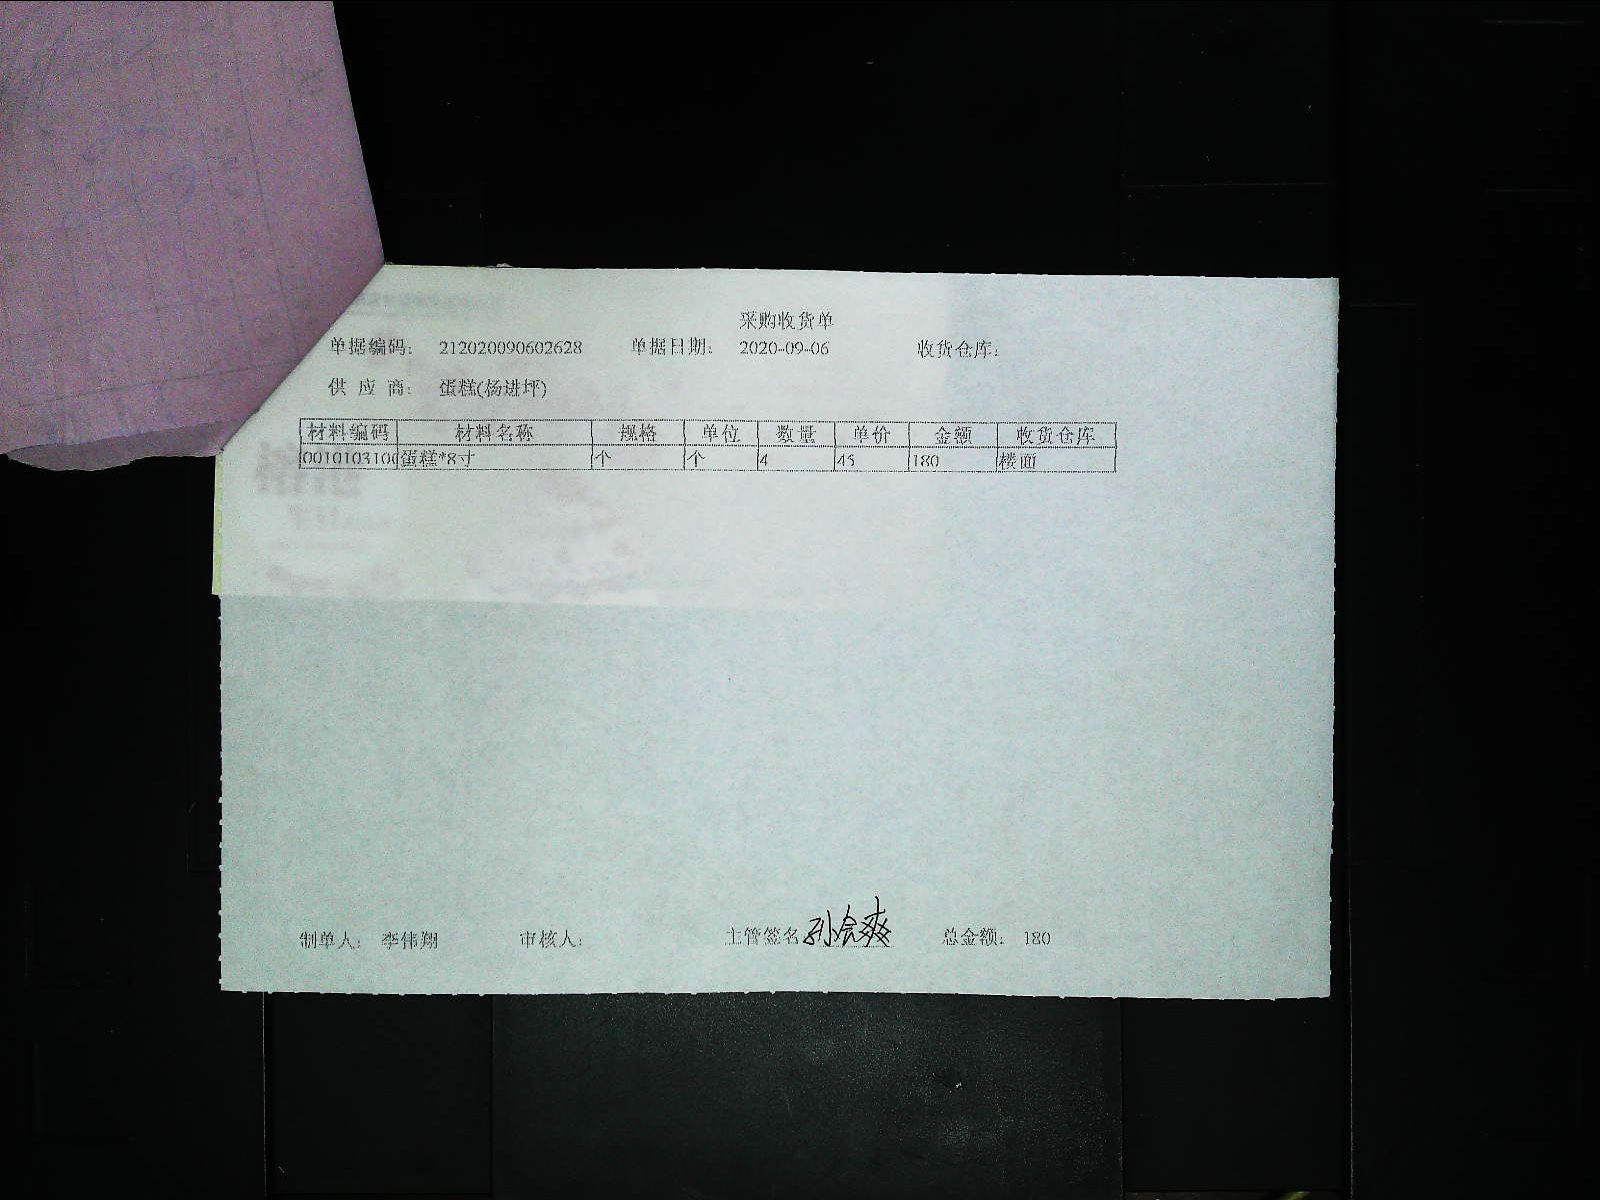 采购收货单
单据编码: 212020090602628 单据日期: 2020-09-06 收货仓库:
供应商: 蛋糕(杨进坪)
材料编码 材料名称 规格 单位 数量 单价 金额 收货仓库
0010103100 蛋糕*8寸 个 个 4 45 180 楼面
制单人: 李伟翔 审核人: 主管签名 孙会爽 总金额: 180